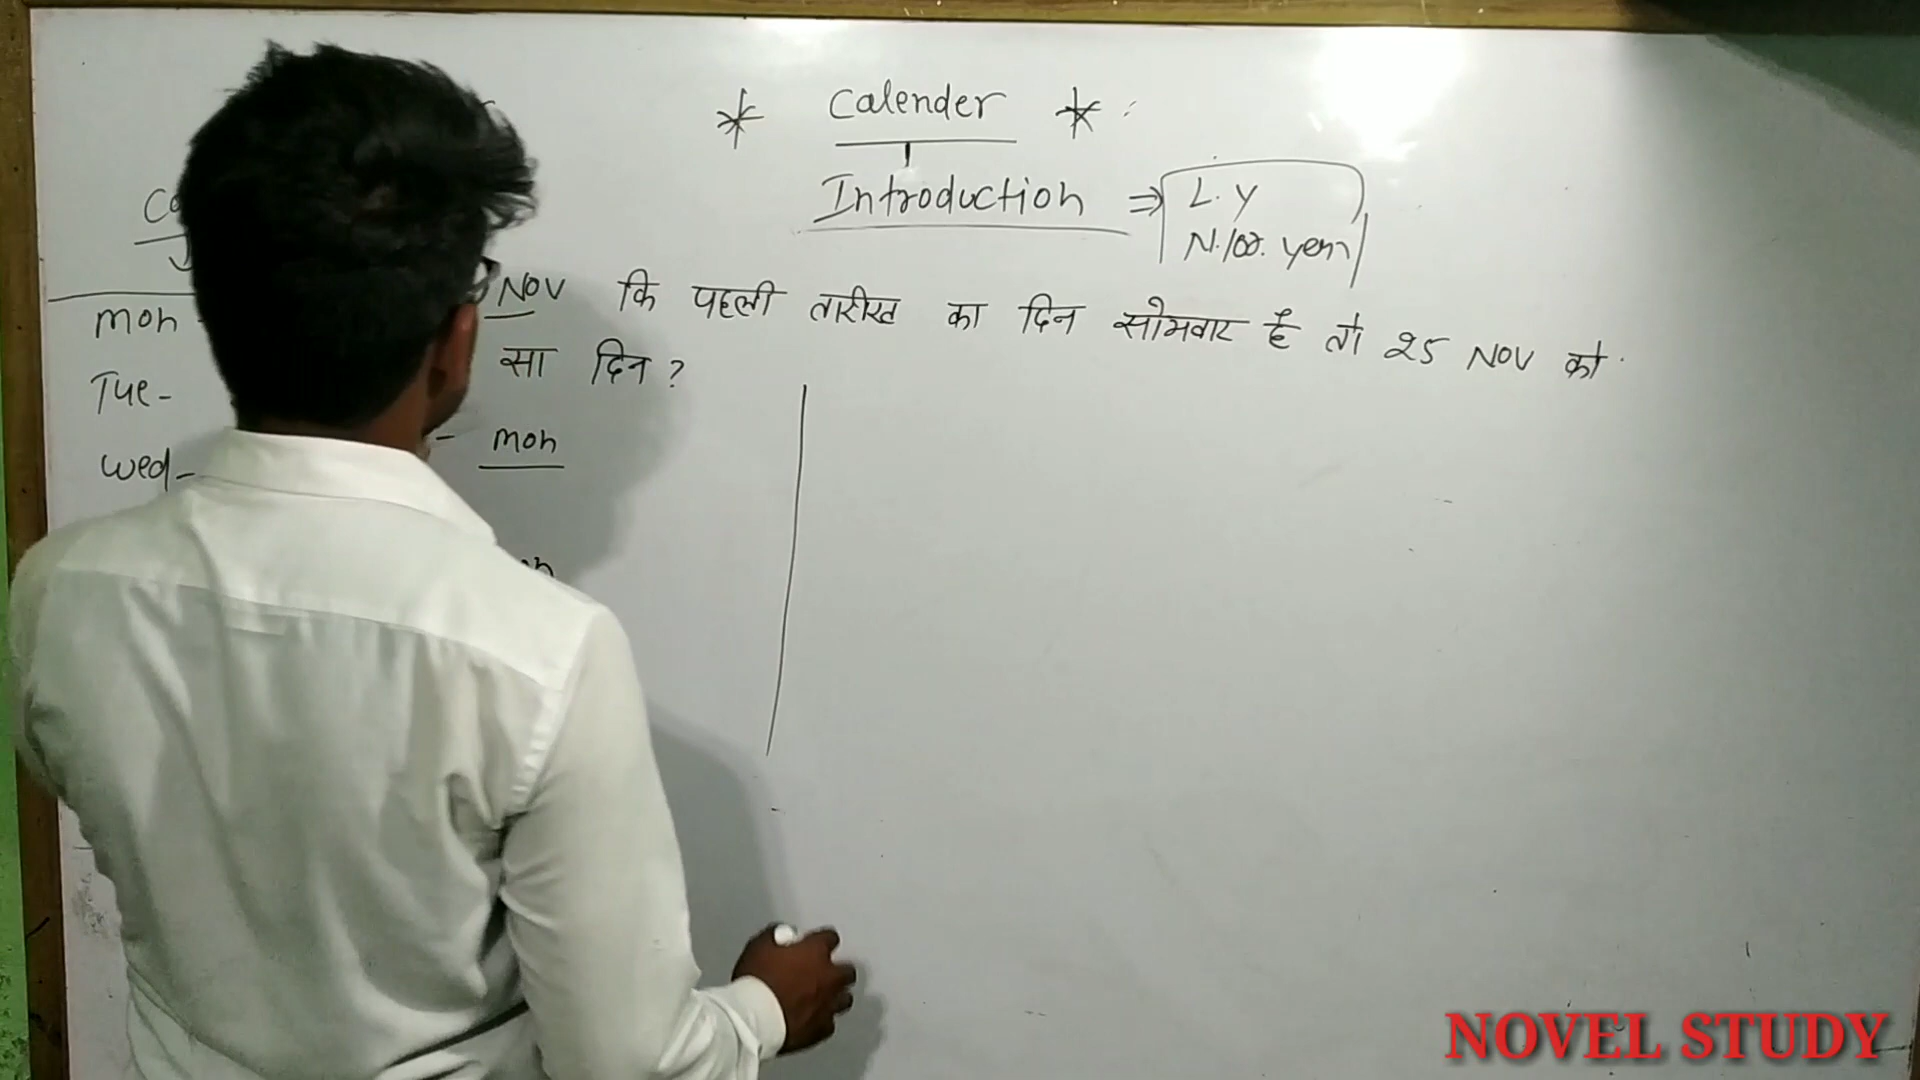 * Calender *
Introduction ⇒ L.Y
N./or. year
NOV कि पहली तारीख का दिन सोमवार है तो 25 NOV को
सा दिन ?
mon
Tue-
wed-
- mon
NOVEL STUDY